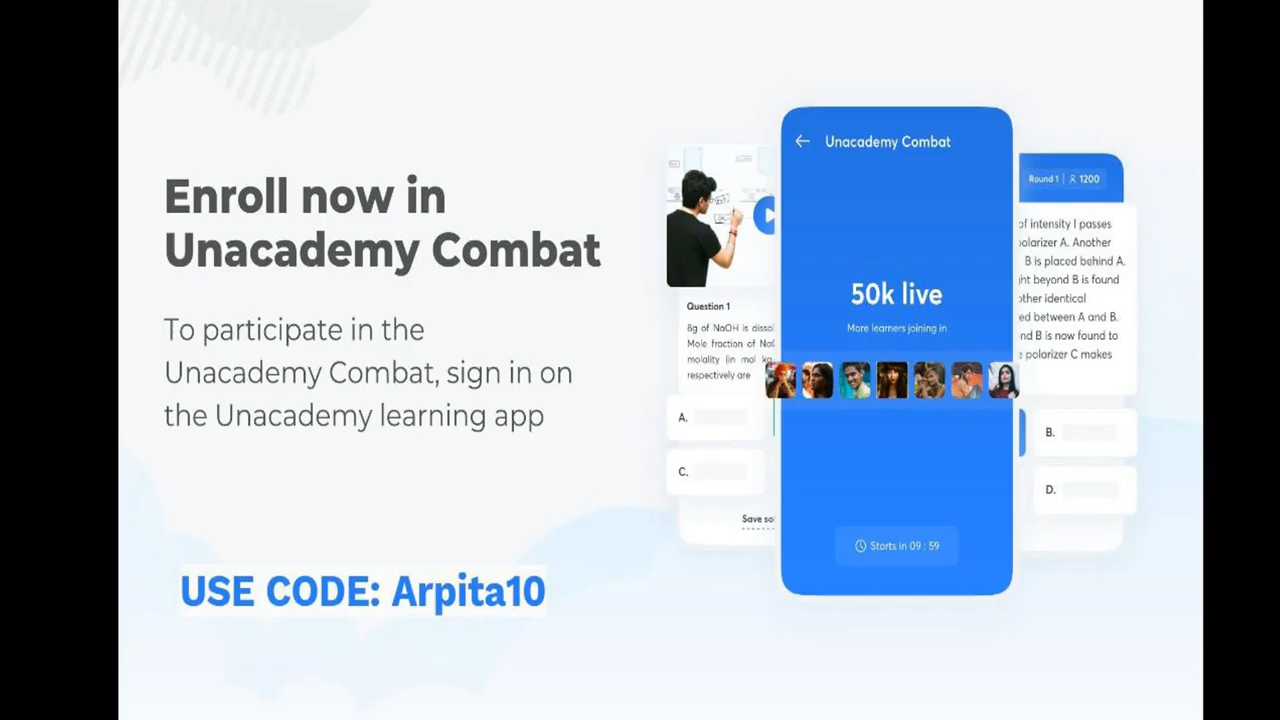 Enroll now in
Unacademy Combat
To participate in the
Unacademy Combat, sign in on
the Unacademy learning app
USE CODE: Arpita10
Question 1
8g of NaOH is
Mole fraction of
molality (in mol
respectively are
A.
C.
Save
Unacademy Combat
50k live
More learners joining in
Starts in 09 : 59
Round 1 | 1200
of intensity I passes
polarizer A. Another
B is placed behind A.
beyond B is found
identical
between A and B.
B is now found to
polarizer C makes
B.
D.